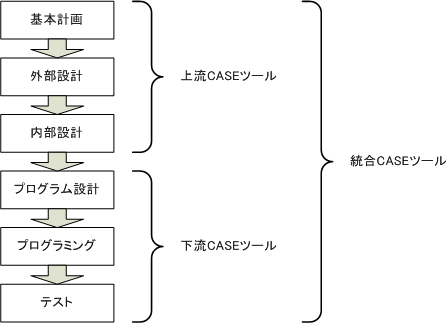 基本計画
外部設計
内部設計
プログラム設計
プログラミング
テスト
上流CASEツール
下流CASEツール
統合CASEツール